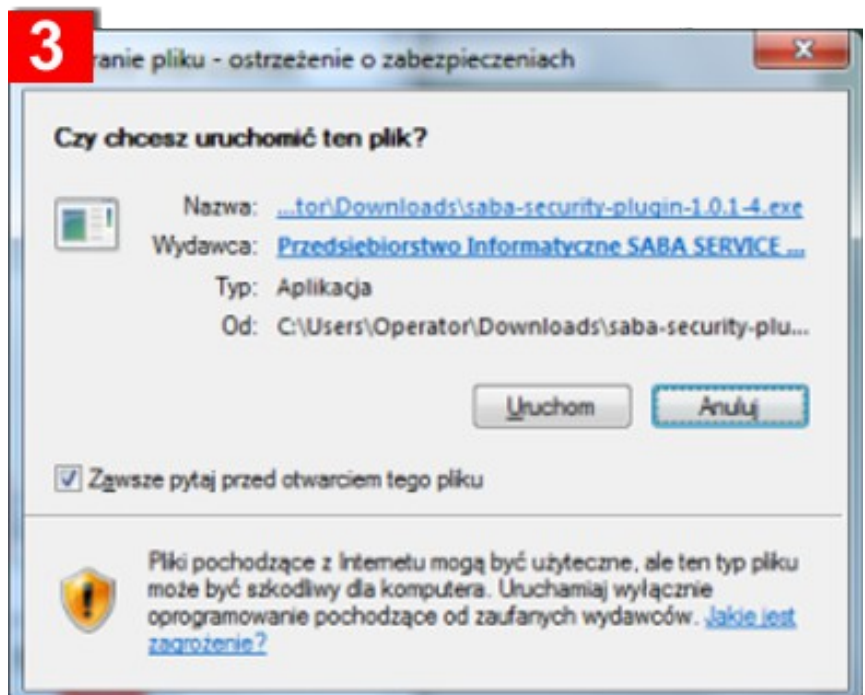 3
ranie pliku - ostrzeżenie o zabezpieczeniach
Czy chcesz uruchomić ten plik?
Nazwa: ...tor\Downloads\saba-security-plugin-1.0.1-4.exe
Wydawca: Przedsiebiorstwo Informatyczne SABA SERVICE ...
Typ: Aplikacja
Od: C:\Users\Operator\Downloads\saba-security-plu...
Uruchom Anuluj
Zawsze pytaj przed otwarciem tego pliku
Pliki pochodzące z Internetu mogą być użyteczne, ale ten typ pliku
może być szkodliwy dla komputera. Uruchamiaj wyłącznie
oprogramowanie pochodzące od zaufanych wydawców. Jakie jest
zagrożenie?